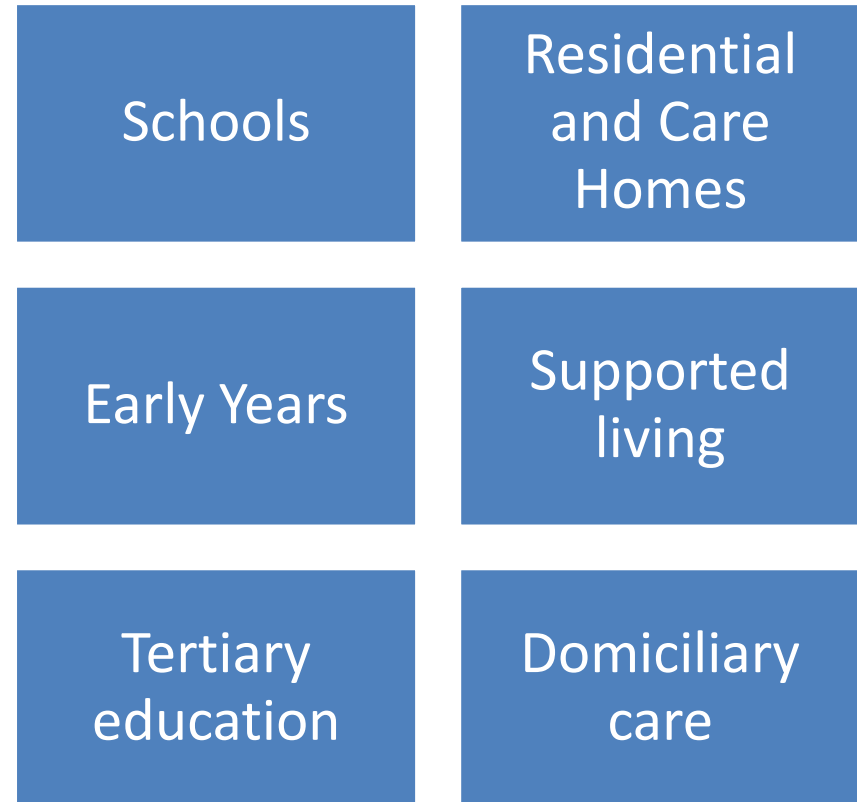 Schools
Residential
and Care
Homes
Early Years
Supported
living
Tertiary
education
Domiciliary
care